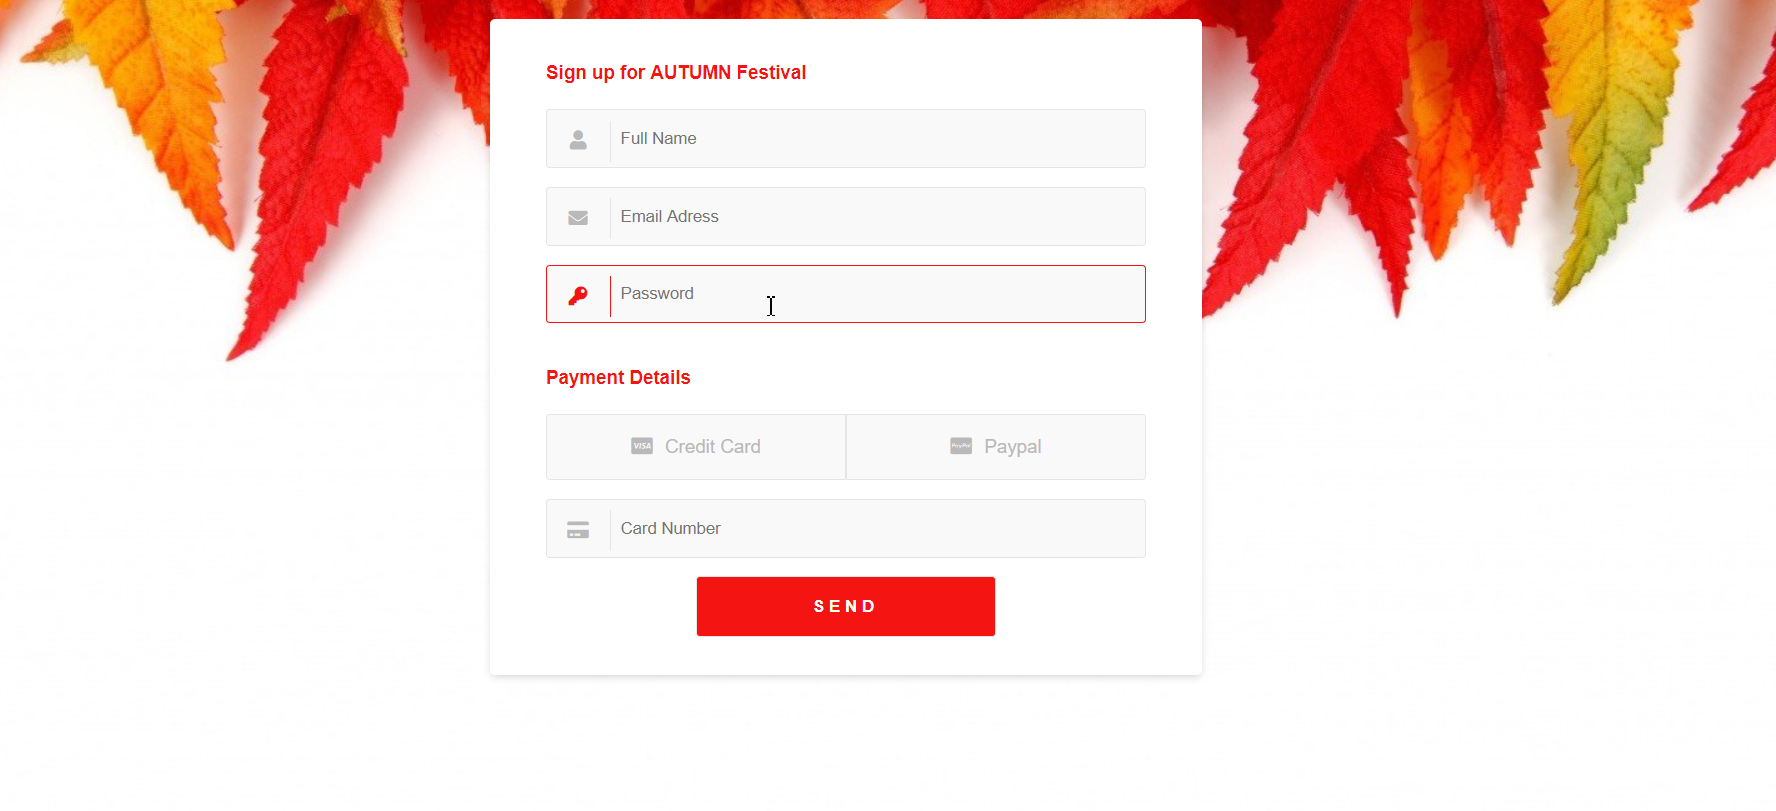 Sign up for AUTUMN Festival
Full Name
Email Adress
Password
Payment Details
VISA Credit Card
PayPal Paypal
Card Number
SEND